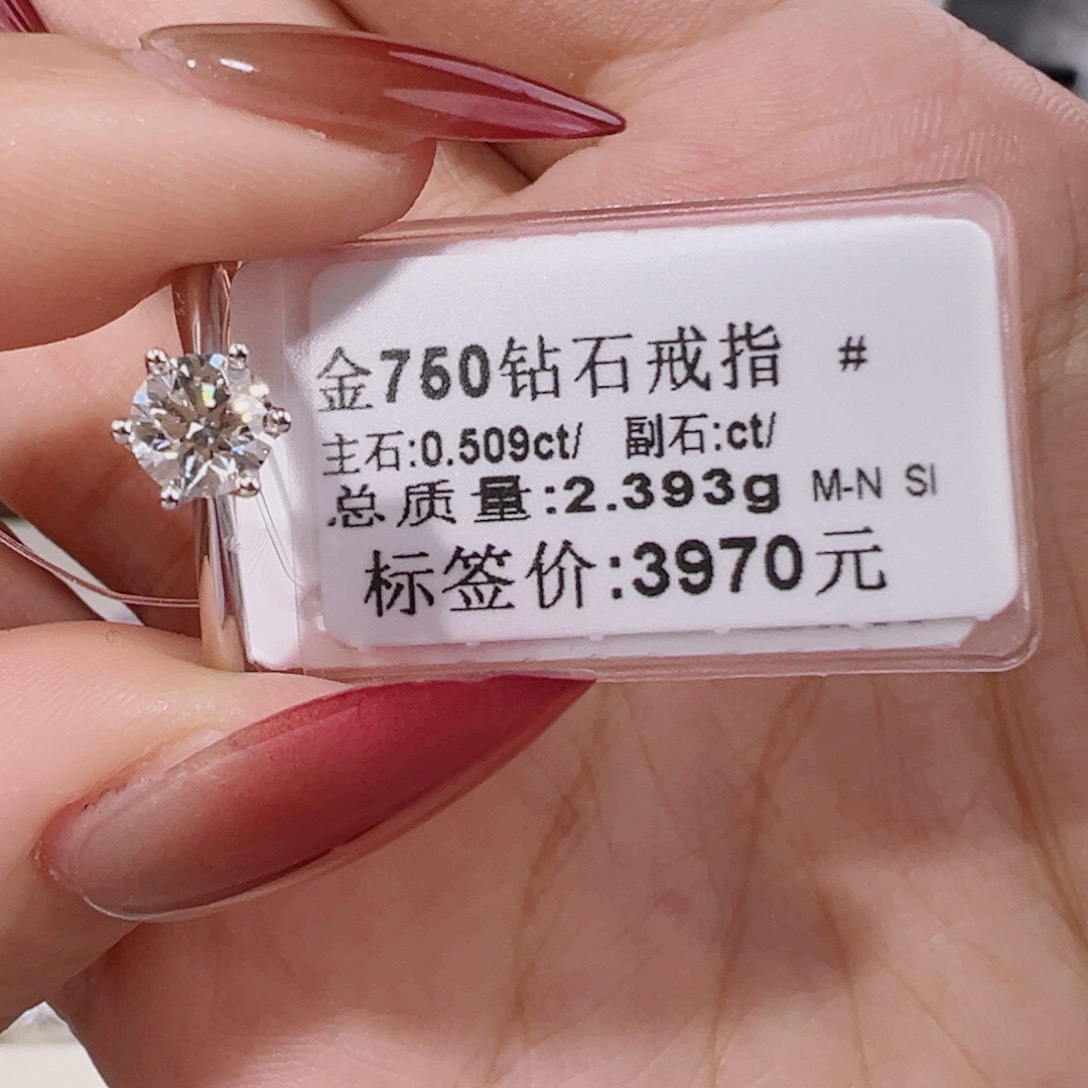 金750钻石戒指 #
主石:0.509ct/ 副石:ct/
总质量:2.393g M-N SI
标签价:3970元